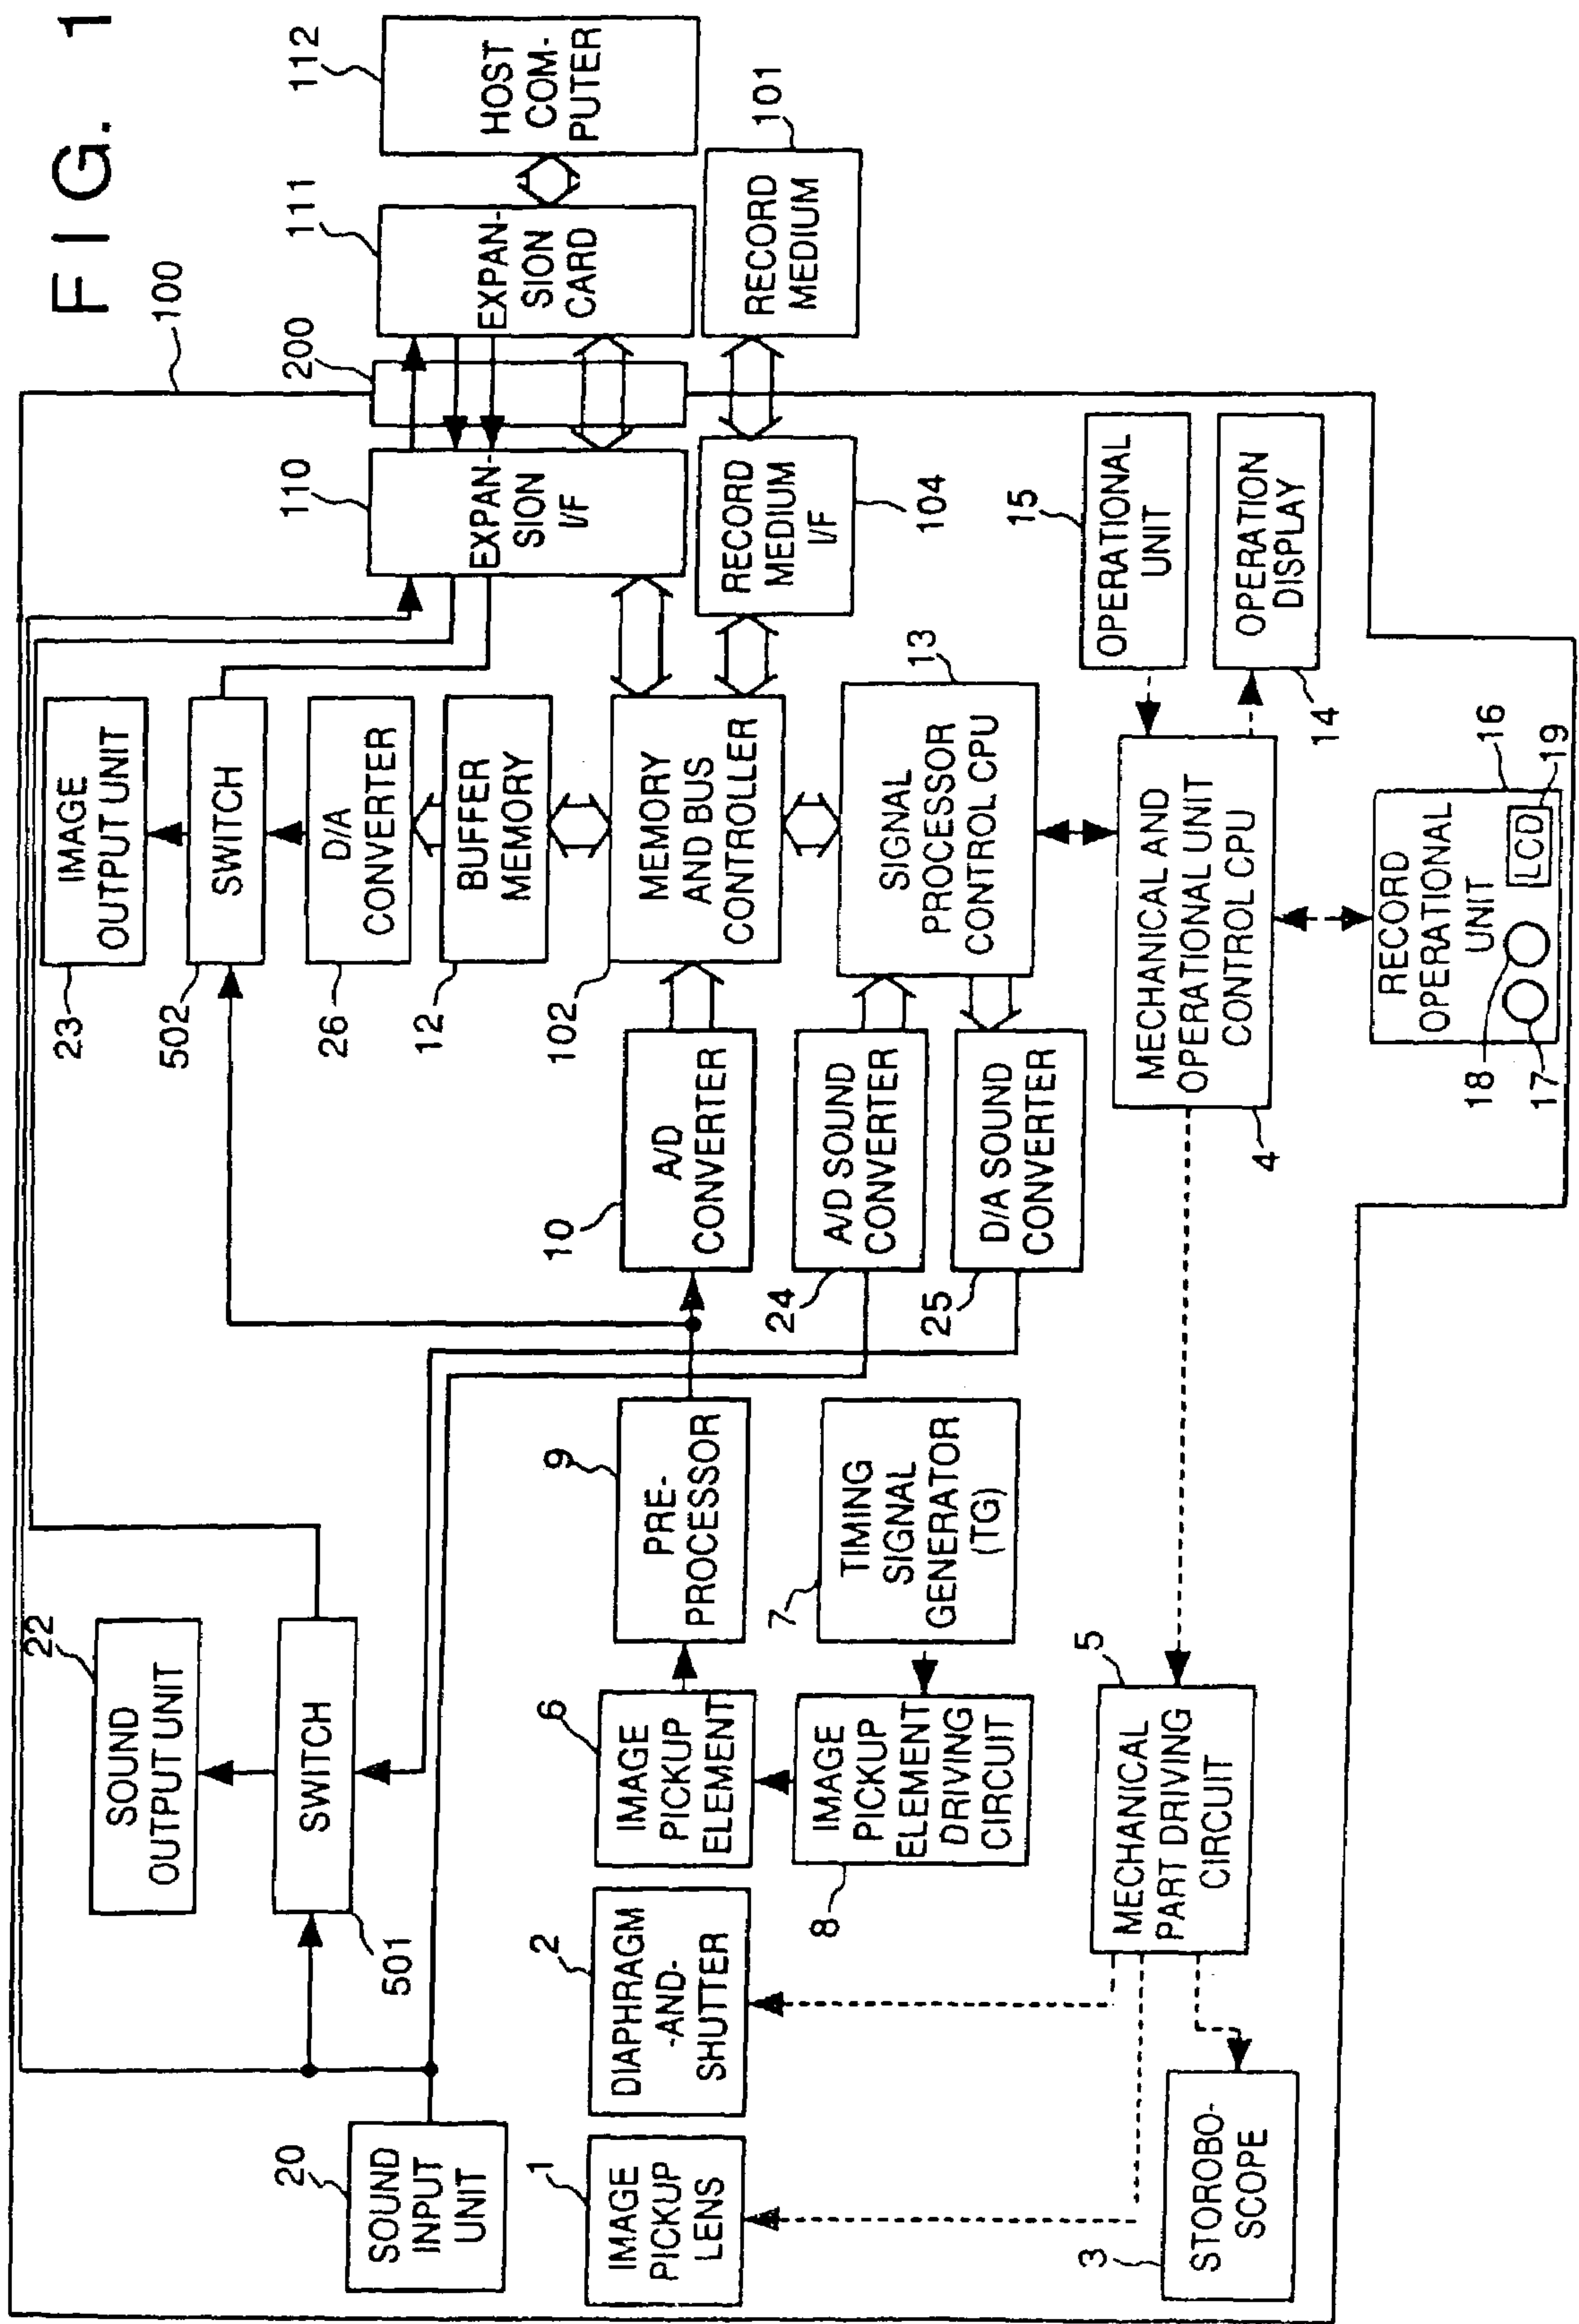 FIG. 1
100
23
IMAGE
OUTPUT UNIT
502
SWITCH
26
D/A
CONVERTER
12
BUFFER
MEMORY
102
MEMORY
AND BUS
CONTROLLER
110
EXPAN-
SION
I/F
200
111
EXPAN-
SION
CARD
112
HOST
COM-
PUTER
RECORD
MEDIUM
I/F
104
RECORD
MEDIUM
101
22
SOUND
OUTPUT UNIT
SWITCH
501
20
SOUND
INPUT
UNIT
1
IMAGE
PICKUP
LENS
2
DIAPHRAGM
-AND-
SHUTTER
6
IMAGE
PICKUP
ELEMENT
9
PRE-
PROCESSOR
10
A/D
CONVERTER
8
IMAGE
PICKUP
ELEMENT
DRIVING
CIRCUIT
7
TIMING
SIGNAL
GENERATOR
(TG)
24
A/D SOUND
CONVERTER
25
D/A SOUND
CONVERTER
13
SIGNAL
PROCESSOR
CONTROL CPU
15
OPERATIONAL
UNIT
OPERATION
DISPLAY
14
MECHANICAL AND
OPERATIONAL UNIT
CONTROL CPU
4
5
MECHANICAL
PART DRIVING
CIRCUIT
3
STOROBO-
SCOPE
RECORD
OPERATIONAL
UNIT
LCD
16
19
18
17